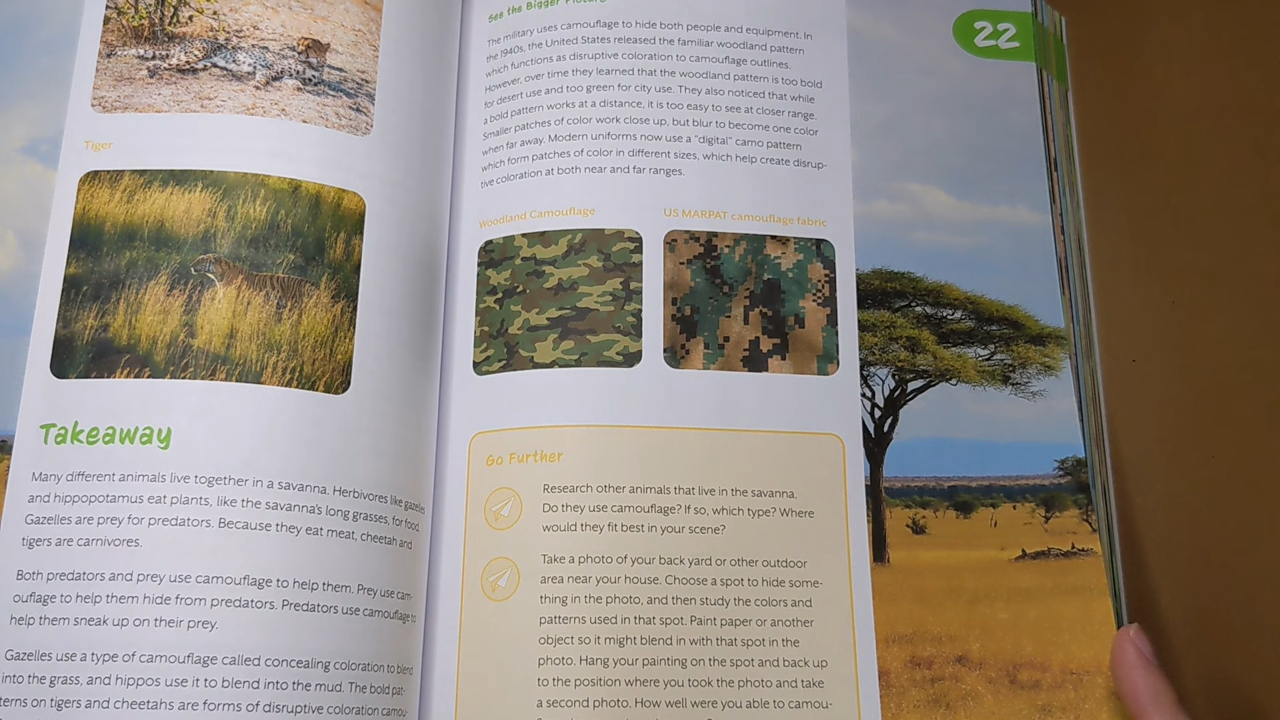 Tiger
Takeaway
Many different animals live together in a savanna. Herbivores like gazelles
and hippopotamus eat plants, like the savanna's long grasses, for food.
Gazelles are prey for predators. Because they eat meat, cheetah and
tigers are carnivores.
Both predators and prey use camouflage to help them. Prey use cam-
ouflage to help them hide from predators. Predators use camouflage to
help them sneak up on their prey.
Gazelles use a type of camouflage called concealing coloration to blend
into the grass, and hippos use it to blend into the mud. The bold pat-
terns on tigers and cheetahs are forms of disruptive coloration camou-
See the Bigger Picture
The military uses camouflage to hide both people and equipment. In
the 1940s, the United States released the familiar woodland pattern
which functions as disruptive coloration to camouflage outlines.
However, over time they learned that the woodland pattern is too bold
for desert use and too green for city use. They also noticed that while
a bold pattern works at a distance, it is too easy to see at closer range.
Smaller patches of color work close up, but blur to become one color
when far away. Modern uniforms now use a "digital" camo pattern
which form patches of color in different sizes, which help create disrup-
tive coloration at both near and far ranges.
Woodland Camouflage
US MARPAT camouflage fabric
Go Further
Research other animals that live in the savanna.
Do they use camouflage? If so, which type? Where
would they fit best in your scene?
Take a photo of your back yard or other outdoor
area near your house. Choose a spot to hide some-
thing in the photo, and then study the colors and
patterns used in that spot. Paint paper or another
object so it might blend in with that spot in the
photo. Hang your painting on the spot and back up
to the position where you took the photo and take
a second photo. How well were you able to camou-
22